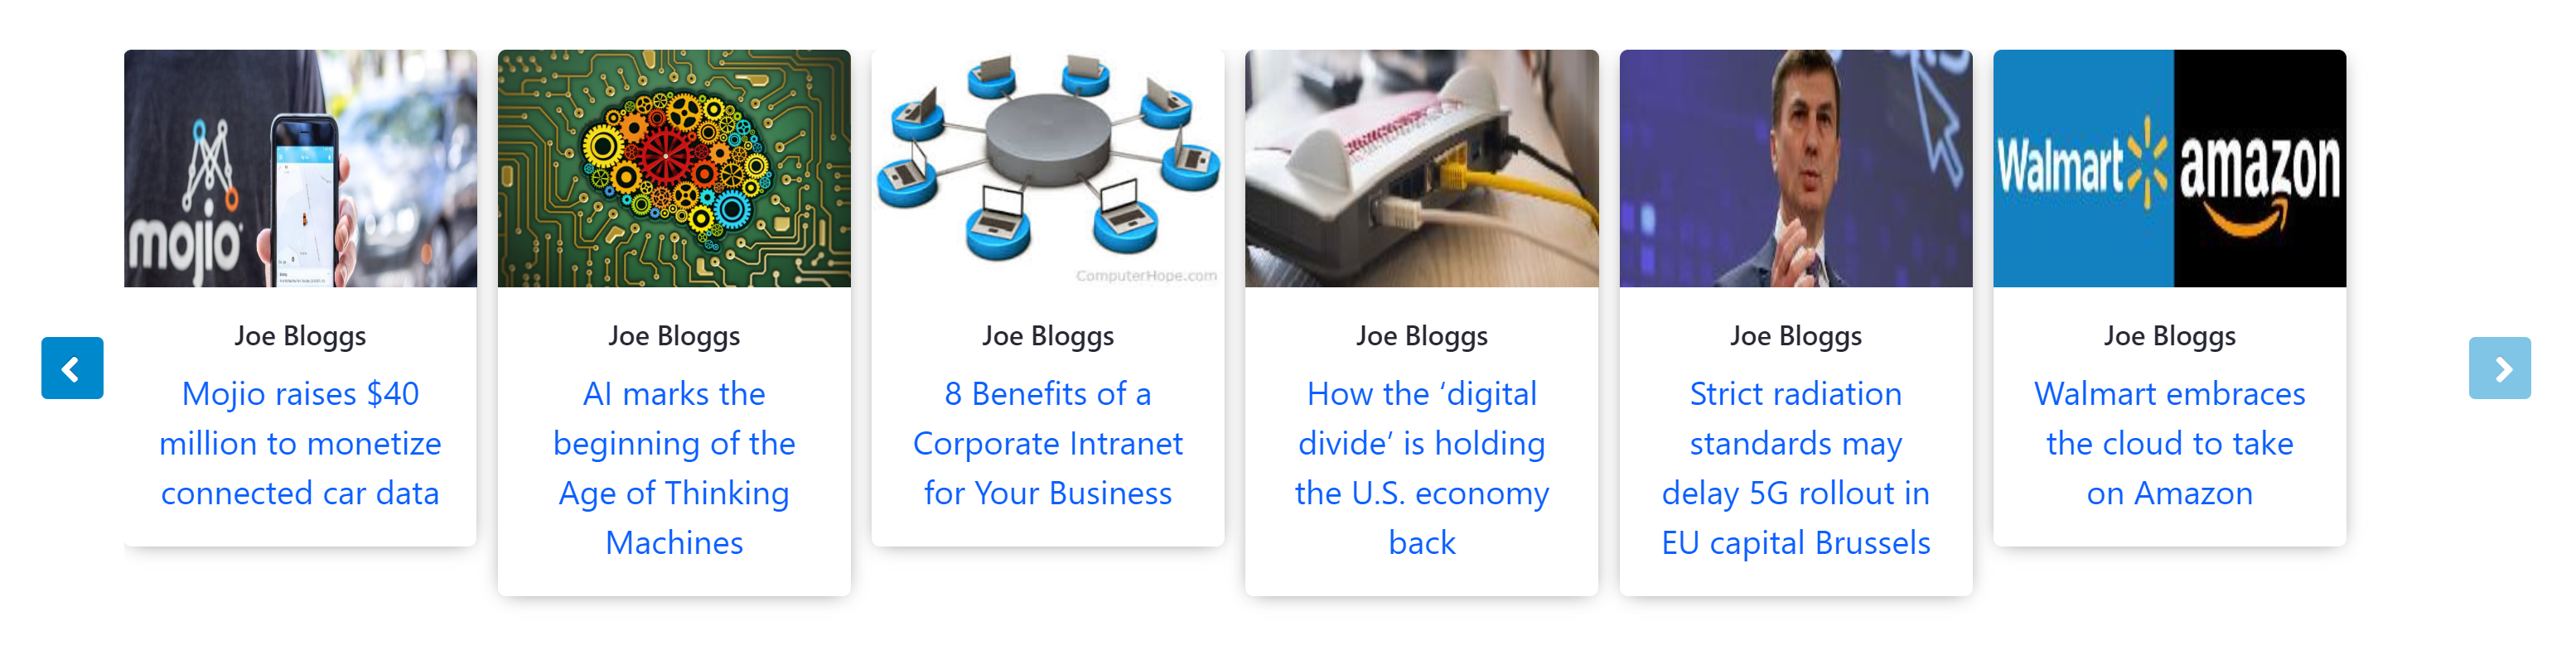 mojio
ComputerHope.com
Walmart
amazon
Joe Bloggs
Mojio raises $40
million to monetize
connected car data
Joe Bloggs
AI marks the
beginning of the
Age of Thinking
Machines
Joe Bloggs
8 Benefits of a
Corporate Intranet
for Your Business
Joe Bloggs
How the ‘digital
divide’ is holding
the U.S. economy
back
Joe Bloggs
Strict radiation
standards may
delay 5G rollout in
EU capital Brussels
Joe Bloggs
Walmart embraces
the cloud to take
on Amazon